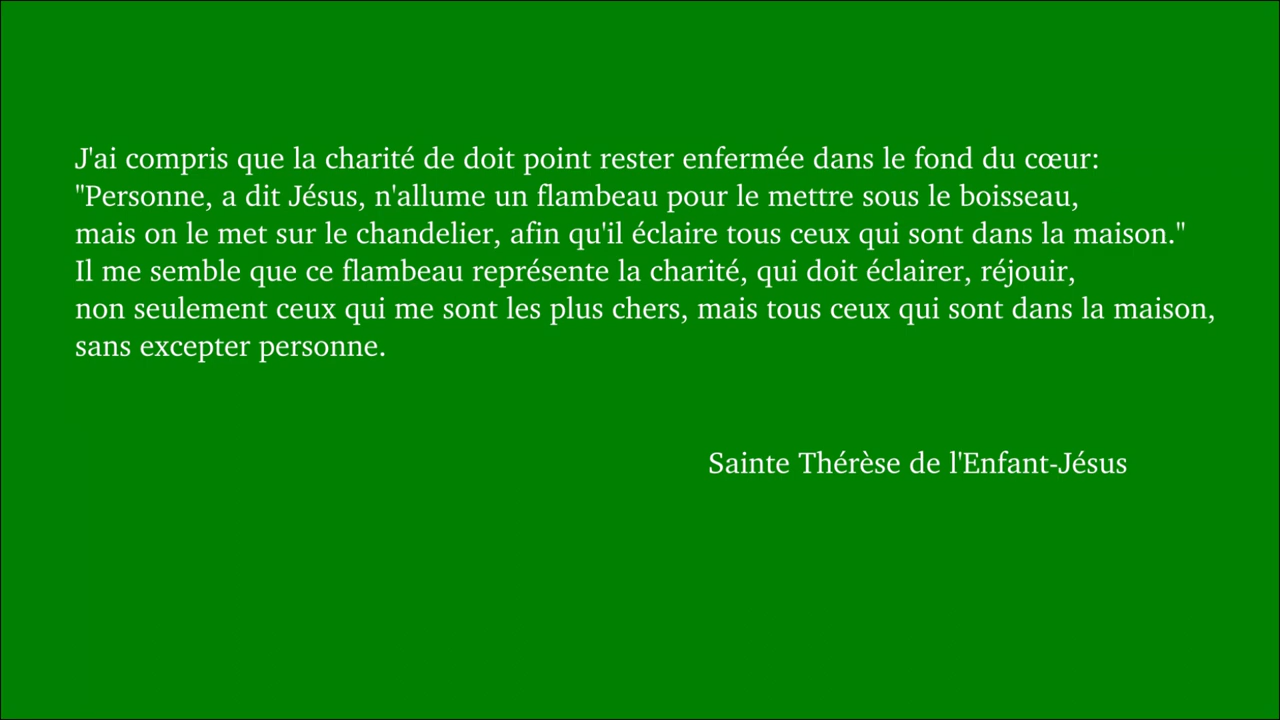 J'ai compris que la charité de doit point rester enfermée dans le fond du cœur:
"Personne, a dit Jésus, n'allume un flambeau pour le mettre sous le boisseau,
mais on le met sur le chandelier, afin qu'il éclaire tous ceux qui sont dans la maison."
Il me semble que ce flambeau représente la charité, qui doit éclairer, réjouir,
non seulement ceux qui me sont les plus chers, mais tous ceux qui sont dans la maison,
sans excepter personne.
Sainte Thérèse de l'Enfant-Jésus